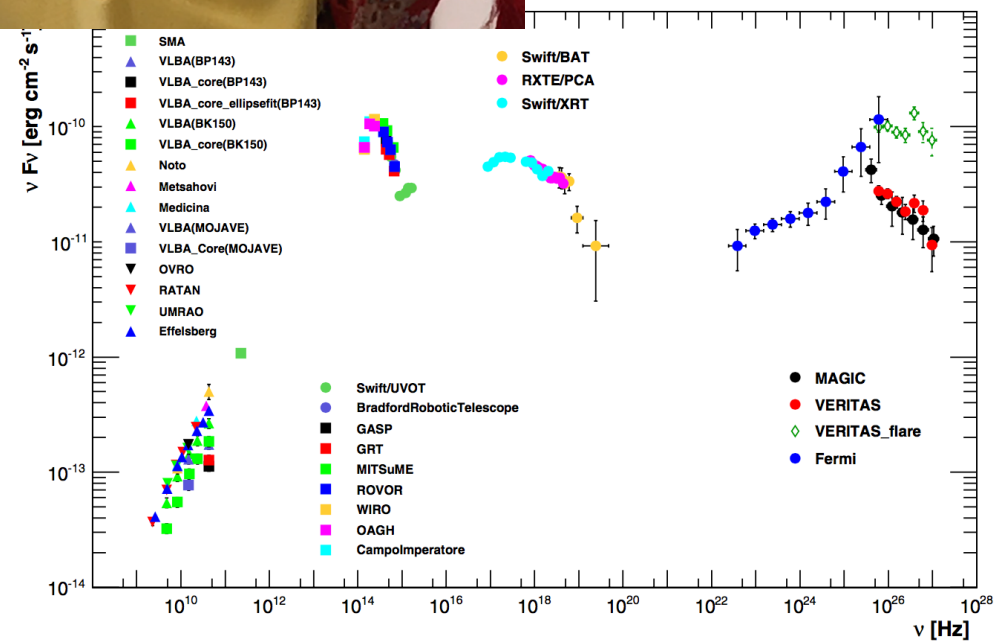 ν Fν [erg cm-2 s-1
SMA
VLBA(BP143)
VLBA_core(BP143)
VLBA_core_ellipsefit(BP143)
VLBA(BK150)
VLBA_core(BK150)
Noto
Metsahovi
Medicina
VLBA(MOJAVE)
VLBA_Core(MOJAVE)
OVRO
RATAN
UMRAO
Effelsberg
Swift/BAT
RXTE/PCA
Swift/XRT
Swift/UVOT
BradfordRoboticTelescope
GASP
GRT
MITSuME
ROVOR
WIRO
OAGH
CampoImperatore
MAGIC
VERITAS
VERITAS_flare
Fermi
10-10
10-11
10-12
10-13
10-14
1010 1012 1014 1016 1018 1020 1022 1024 1026 1028
ν [Hz]